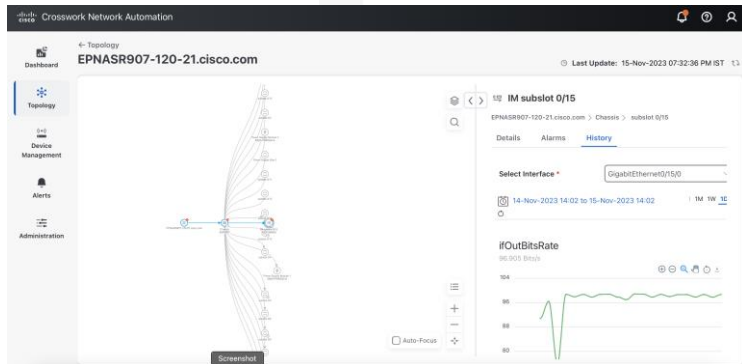 cisco Crosswork Network Automation
← Topology
EPNASR907-120-21.cisco.com
Last Update: 15-Nov-2023 07:32:36 PM IST
Dashboard
Topology
Device
Management
Alerts
Administration
IM subslot 0/15
EPNASR907-120-21.cisco.com > Chassis > subslot 0/15
Details Alarms History
Select Interface * GigabitEthernet0/15/0
14-Nov-2023 14:02 to 15-Nov-2023 14:02 1M 1W 1D
ifOutBitsRate
96.905 Bits/s
104
96
88
80
Auto-Focus
Screenshot